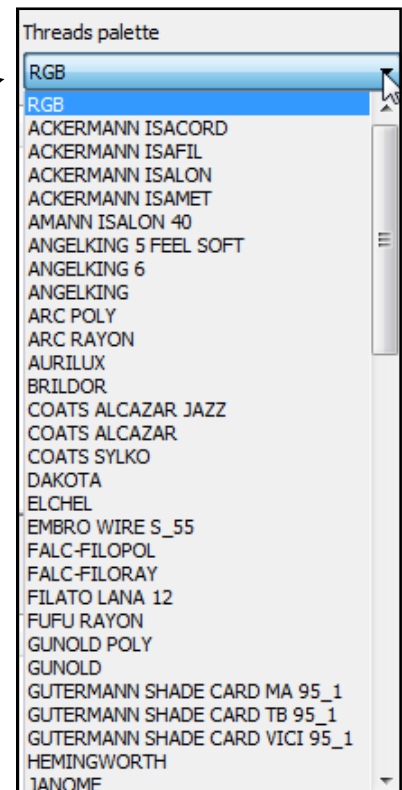 Threads palette
RGB
RGB
ACKERMANN ISACORD
ACKERMANN ISAFIL
ACKERMANN ISALON
ACKERMANN ISAMET
AMANN ISALON 40
ANGELKING 5 FEEL SOFT
ANGELKING 6
ANGELKING
ARC POLY
ARC RAYON
AURILUX
BRILDOR
COATS ALCAZAR JAZZ
COATS ALCAZAR
COATS SYLKO
DAKOTA
ELCHEL
EMBRO WIRE S_55
FALC-FILOPOL
FALC-FILORAY
FILATO LANA 12
FUFU RAYON
GUNOLD POLY
GUNOLD
GUTERMANN SHADE CARD MA 95_1
GUTERMANN SHADE CARD TB 95_1
GUTERMANN SHADE CARD VICI 95_1
HEMINGWORTH
JANOME